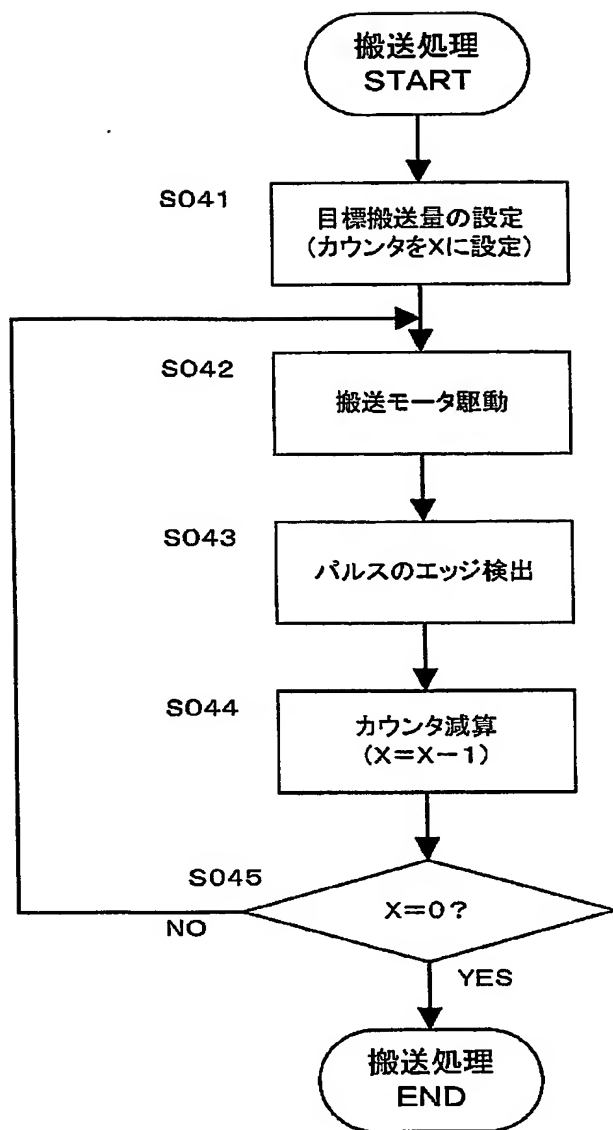 搬送処理
START
S041
目標搬送量の設定
(カウンタをXに設定)
S042
搬送モータ駆動
S043
パルスのエッジ検出
S044
カウンタ減算
(X=X−1)
S045
X=0?
NO
YES
搬送処理
END